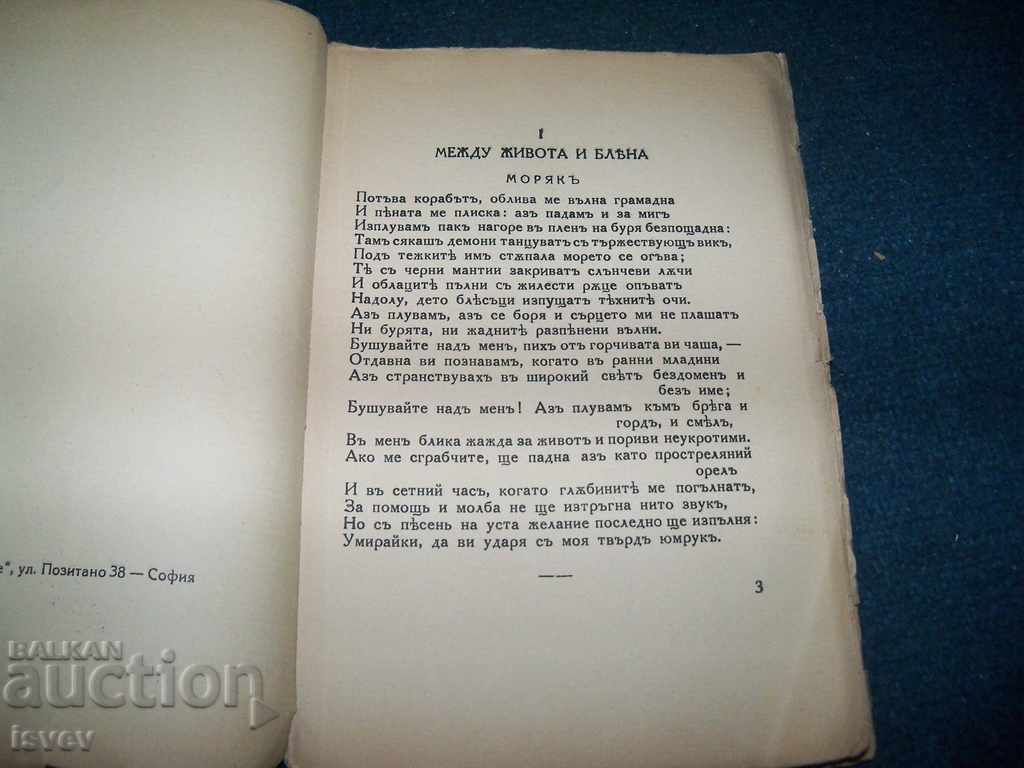 I
МЕЖДУ ЖИВОТА И БЛѢНА
МОРЯКЪ
Потъва корабътъ, облива ме вълна грамадна
И пѣната ме плиска: азъ падамъ и за мигъ
Изплувамъ пакъ нагоре въ пленъ на буря безпощадна:
Тамъ сякашъ демони танцуватъ съ тържествующъ викъ,
Подъ тежкитѣ имъ стѫпала морето се огъва;
Тѣ съ черни мантии закриватъ слънчеви лѫчи
И облацитѣ пълни съ жилести рѫце опъватъ
Надолу, дето блѣсъци изпущатъ тѣхнитѣ очи.
Азъ плувамъ, азъ се боря и сърцето ми не плашатъ
Ни бурята, ни жаднитѣ разпѣнени вълни.
Бушувайте надъ менъ, пихъ отъ горчивата ви чаша, —
Отдавна ви познавамъ, когато въ ранни младини
Азъ странствувахъ въ широкий свѣтъ бездоменъ и
безъ име;
Бушувайте надъ менъ! Азъ плувамъ къмъ брѣга и
гордъ, и смѣлъ,
Въ менъ блика жажда за животъ и пориви неукротими.
Ако ме сграбчите, ще падна азъ като простреляний
орелъ
И въ сетний часъ, когато глѫбинитѣ ме погълнатъ,
За помощь и молба не ще изтръгна нито звукъ,
Но съ пѣсень на уста желание последно ще изпълня:
Умирайки, да ви ударя съ моя твърдъ юмрукъ.
3
е", ул. Позитано 38 — София
BALKAN
auction
isvev